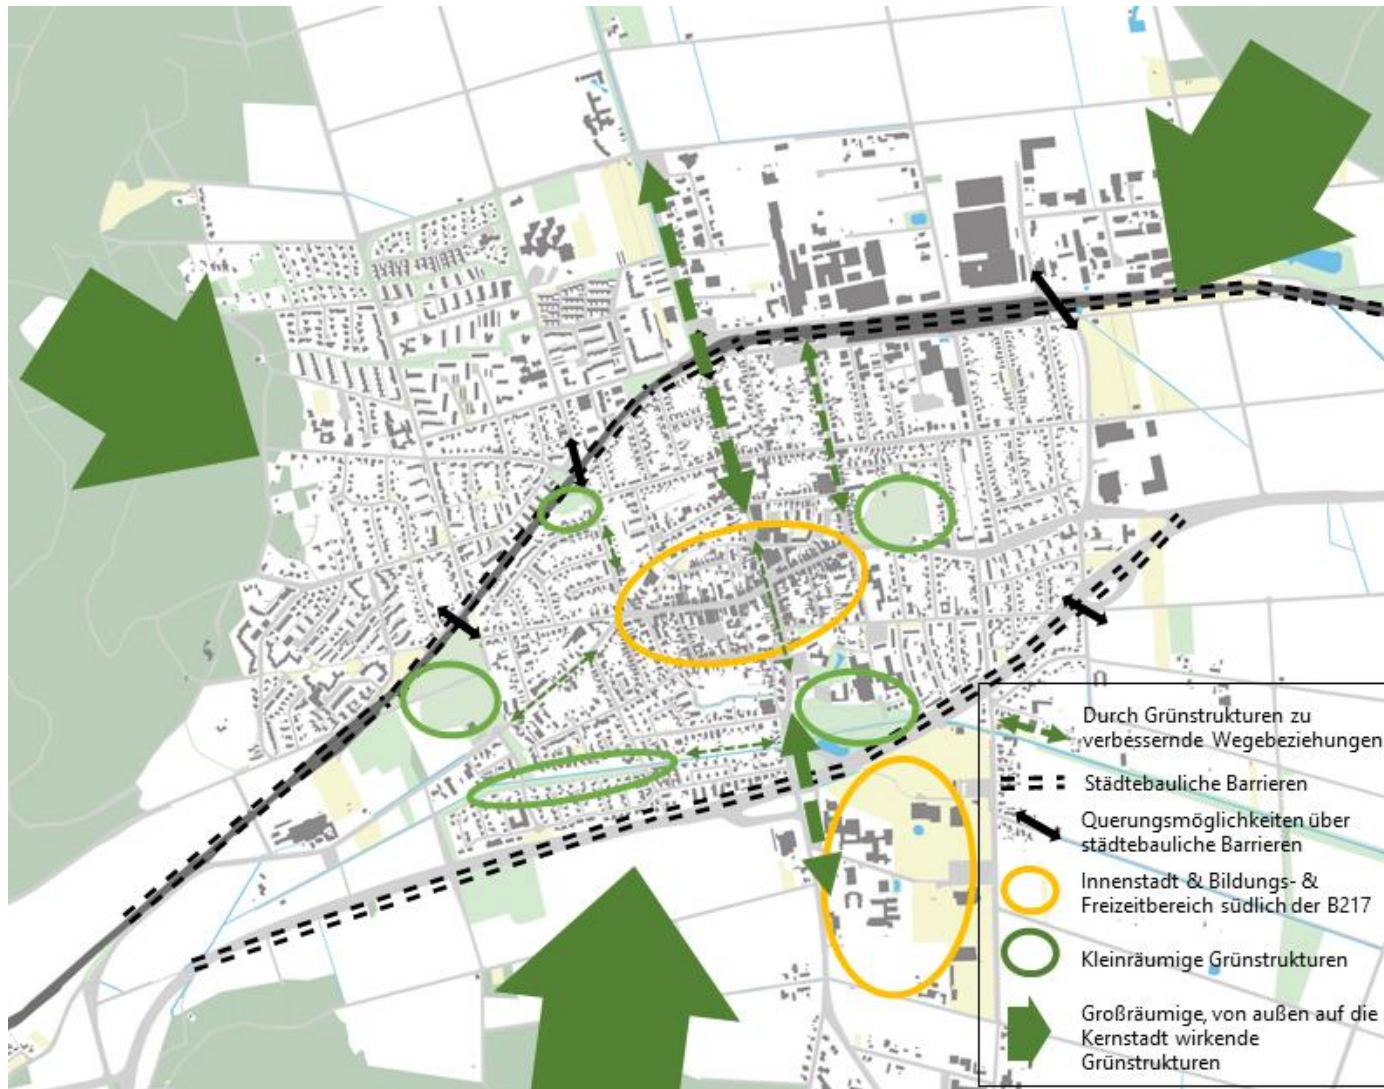 Durch Grünstrukturen zu
verbessernde Wegebeziehungen
Städtebauliche Barrieren
Querungsmöglichkeiten über
städtebauliche Barrieren
Innenstadt & Bildungs- &
Freizeitbereich südlich der B217
Kleinräumige Grünstrukturen
Großräumige, von außen auf die
Kernstadt wirkende
Grünstrukturen